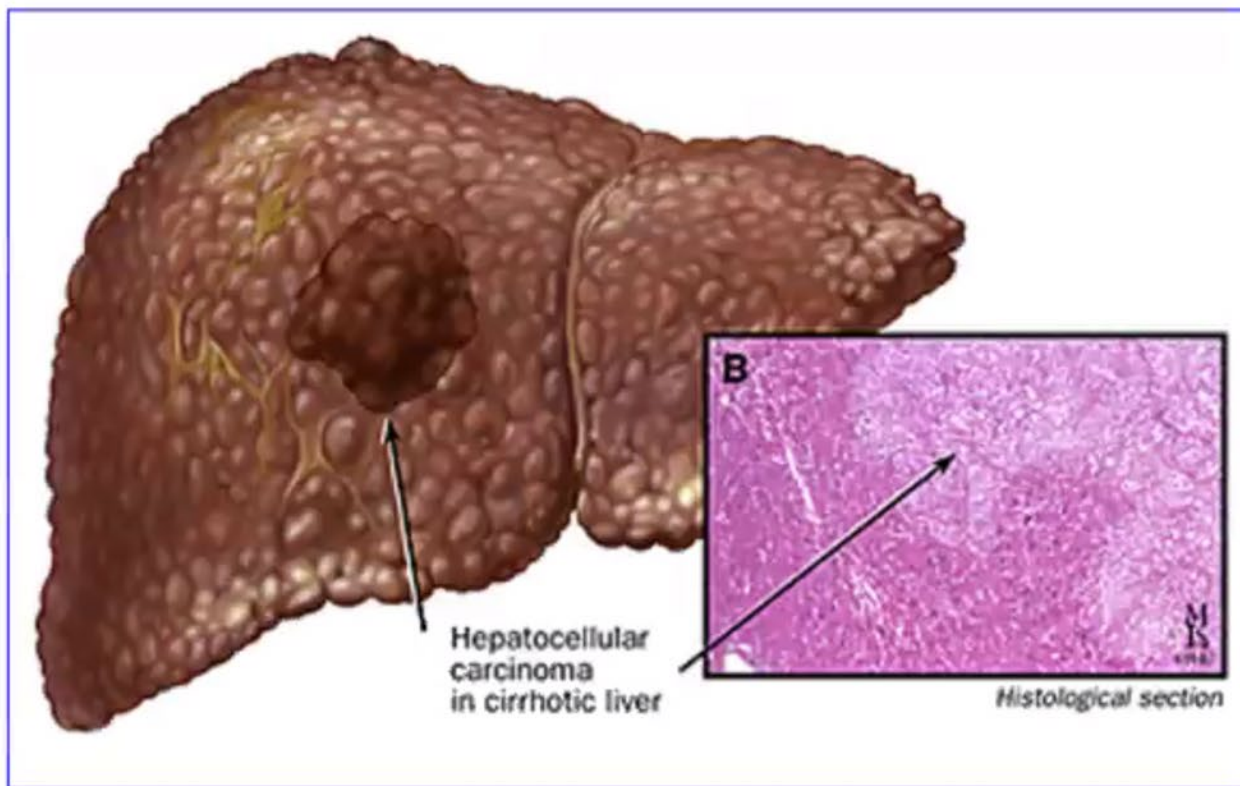 B
Hepatocellular
carcinoma
in cirrhotic liver
Histological section